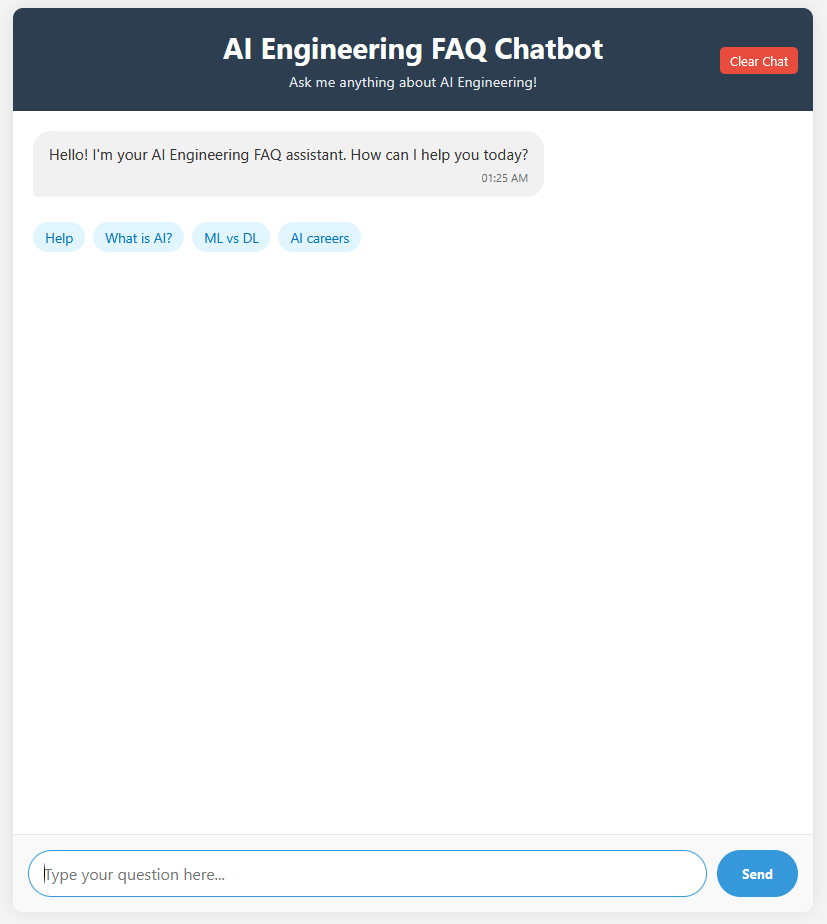 AI Engineering FAQ Chatbot
Ask me anything about AI Engineering!
Clear Chat
Hello! I'm your AI Engineering FAQ assistant. How can I help you today?
01:25 AM
Help
What is AI?
ML vs DL
AI careers
Type your question here...
Send